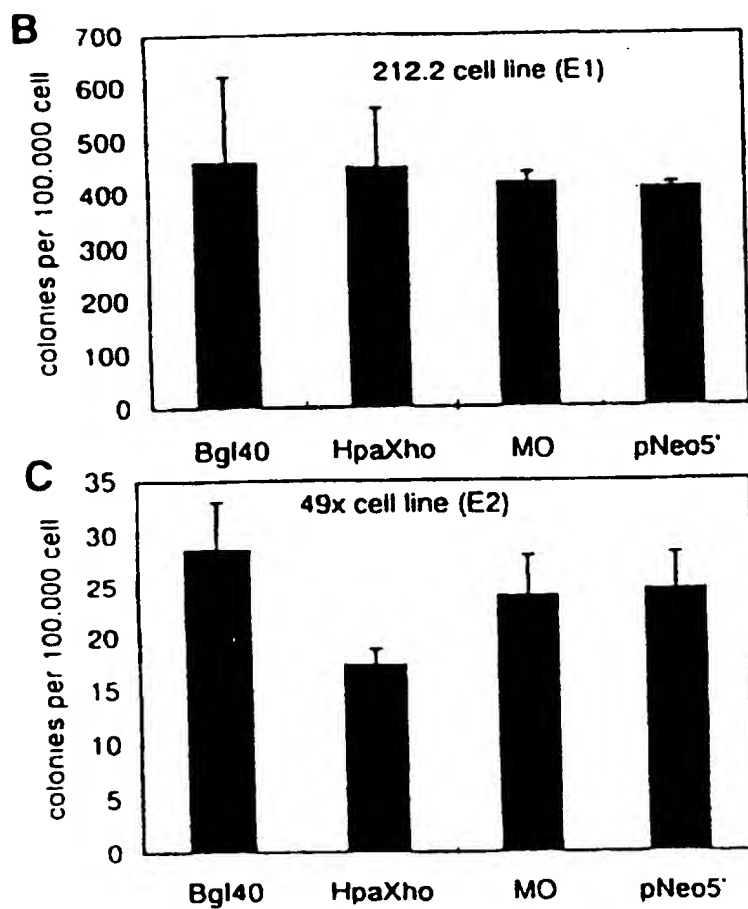 B
700
600
500
400
300
200
100
0
colonies per 100.000 cell
212.2 cell line (E1)
Bgl40 HpaXho MO pNeo5'
C
35
30
25
20
15
10
5
0
colonies per 100.000 cell
49x cell line (E2)
Bgl40 HpaXho MO pNeo5'